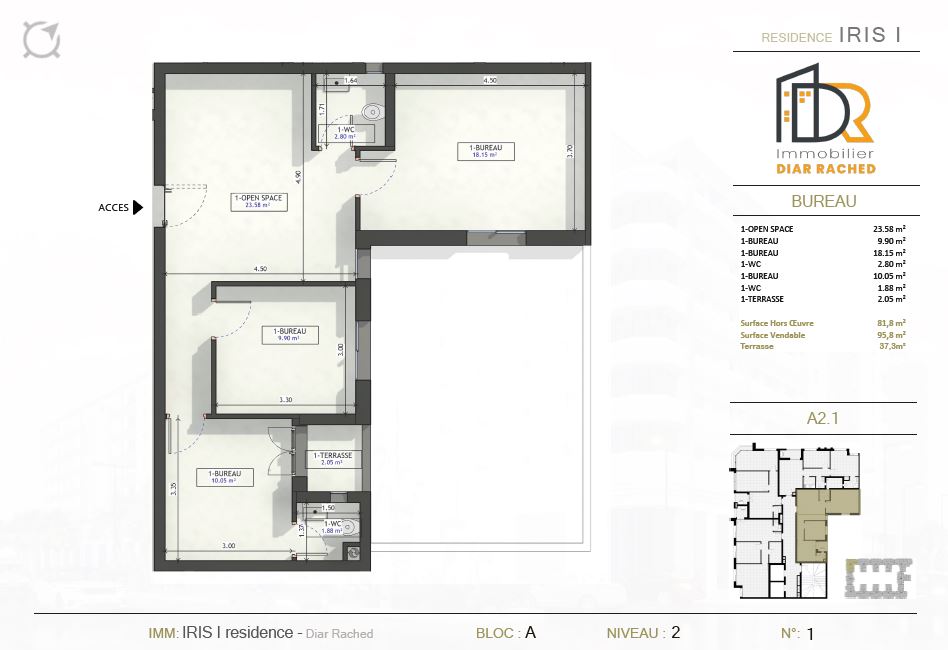 RESIDENCE IRIS I
DR
Immobilier
DIAR RACHED
BUREAU
1-OPEN SPACE 23.58 m²
1-BUREAU 9.90 m²
1-BUREAU 18.15 m²
1-WC 2.80 m²
1-BUREAU 10.05 m²
1-WC 1.88 m²
1-TERRASSE 2.05 m²
Surface Hors Œuvre 81,8 m²
Surface Vendable 95,8 m²
Terrasse 37,3m²
A2.1
1.64
4.50
1.71
1-WC
2.80 m²
1-BUREAU
18.15 m²
3.70
4.90
ACCES
1-OPEN SPACE
23.58 m²
4.50
1-BUREAU
9.90 m²
3.00
3.30
1-BUREAU
10.05 m²
3.35
1-TERRASSE
2.05 m²
1.50
1-WC
1.88 m²
1.37
3.00
IMM: IRIS I residence - Diar Rached
BLOC : A
NIVEAU : 2
N°: 1